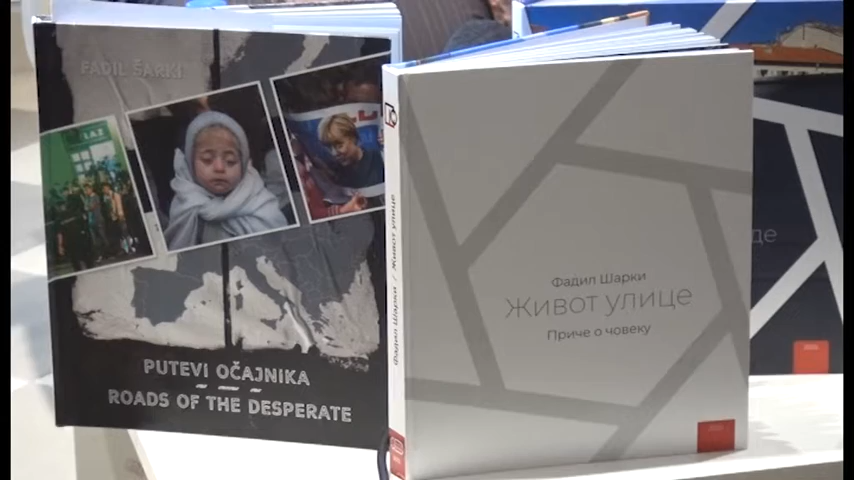 FADIL ŠARKI
PUTEVI OČAJNIKA
ROADS OF THE DESPERATE
Фадил Шарки / Живот улице
Фадил Шарки
Живот улице
Приче о човеку